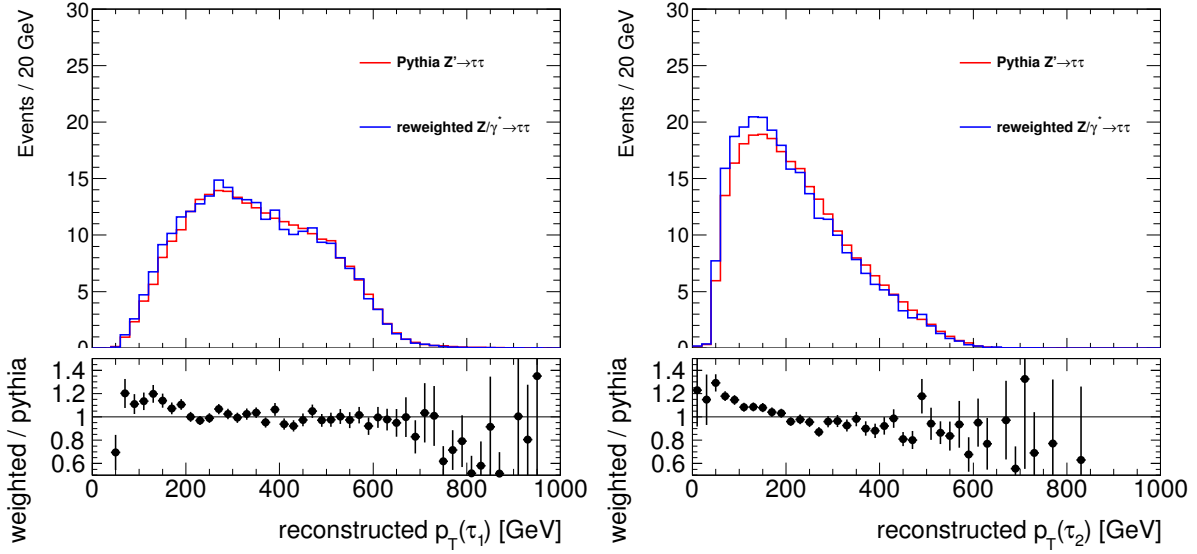 Events / 20 GeV
30
25
20
15
10
5
0
Pythia Z'→ττ
reweighted Z/γ*→ττ
weighted / pythia
1.4
1.2
1
0.8
0.6
0 200 400 600 800 1000
reconstructed p_T(τ_1) [GeV]
Events / 20 GeV
30
25
20
15
10
5
0
Pythia Z'→ττ
reweighted Z/γ*→ττ
weighted / pythia
1.4
1.2
1
0.8
0.6
0 200 400 600 800 1000
reconstructed p_T(τ_2) [GeV]